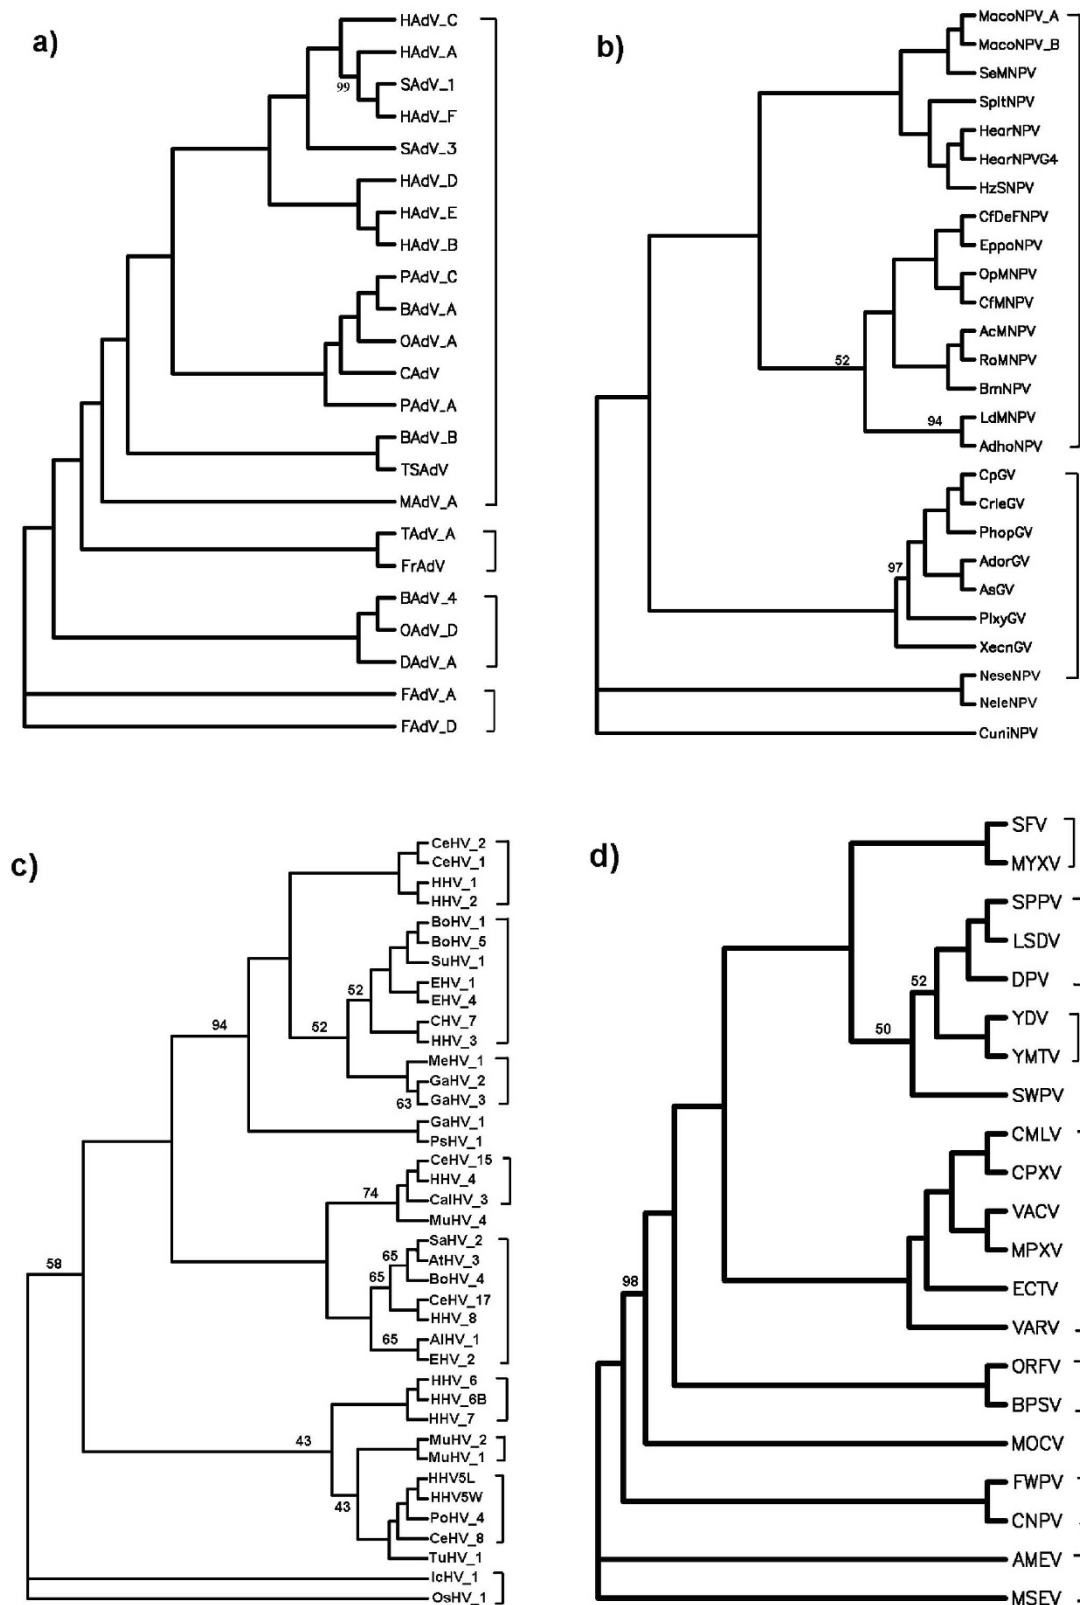 a)
HAdV_C
HAdV_A
SAdV_1
99
HAdV_F
SAdV_3
HAdV_D
HAdV_E
HAdV_B
PAdV_C
BAdV_A
OAdV_A
CAdV
PAdV_A
BAdV_B
TSAdV
MAdV_A
TAdV_A
FrAdV
BAdV_4
OAdV_D
DAdV_A
FAdV_A
FAdV_D
b)
MacoNPV_A
MacoNPV_B
SeMNPV
SpltNPV
HearNPV
HearNPVG4
HzSNPV
CfDeFNPV
EppoNPV
OpMNPV
CfMNPV
AcMNPV
RoMNPV
52
BmNPV
LdMNPV
94
AdhoNPV
CpGV
CrleGV
PhopGV
AdorGV
97
AsGV
PlxyGV
XecnGV
NeseNPV
NeleNPV
CuniNPV
c)
CeHV_2
CeHV_1
HHV_1
HHV_2
BoHV_1
BoHV_5
SuHV_1
EHV_1
52
EHV_4
CHV_7
94
52
HHV_3
MeHV_1
GaHV_2
63
GaHV_3
GaHV_1
PsHV_1
CeHV_15
HHV_4
74
CalHV_3
MuHV_4
SaHV_2
65
AtHV_3
58
65
BoHV_4
CeHV_17
HHV_8
65
AlHV_1
EHV_2
HHV_6
HHV_6B
HHV_7
43
MuHV_2
MuHV_1
HHV5L
HHV5W
43
PoHV_4
CeHV_8
TuHV_1
IcHV_1
OsHV_1
d)
SFV
MYXV
SPPV
LSDV
52
DPV
YDV
50
YMTV
SWPV
CMLV
CPXV
VACV
MPXV
98
ECTV
VARV
ORFV
BPSV
MOCV
FWPV
CNPV
AMEV
MSEV